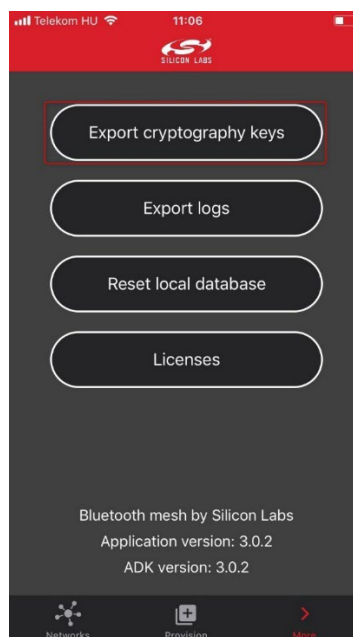 Telekom HU 11:06
SILICON LABS
Export cryptography keys
Export logs
Reset local database
Licenses
Bluetooth mesh by Silicon Labs
Application version: 3.0.2
ADK version: 3.0.2
Networks Provision More